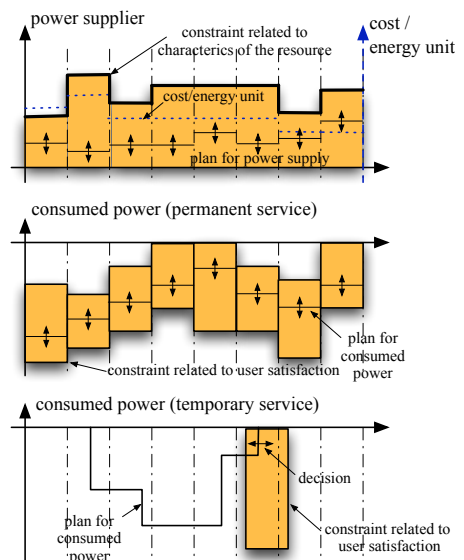 power supplier
cost /
energy unit
constraint related to
characterics of the resource
cost/energy unit
plan for power supply
consumed power (permanent service)
plan for
consumed
power
constraint related to user satisfaction
consumed power (temporary service)
decision
plan for
consumed
power
constraint related to
user satisfaction